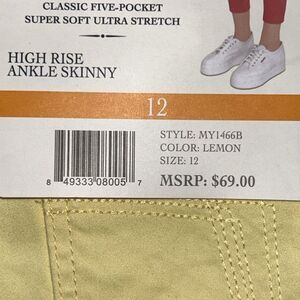 CLASSIC FIVE-POCKET
SUPER SOFT ULTRA STRETCH
HIGH RISE
ANKLE SKINNY
12
STYLE: MY1466B
COLOR: LEMON
SIZE: 12
MSRP: $69.00
8 49333 08005 7